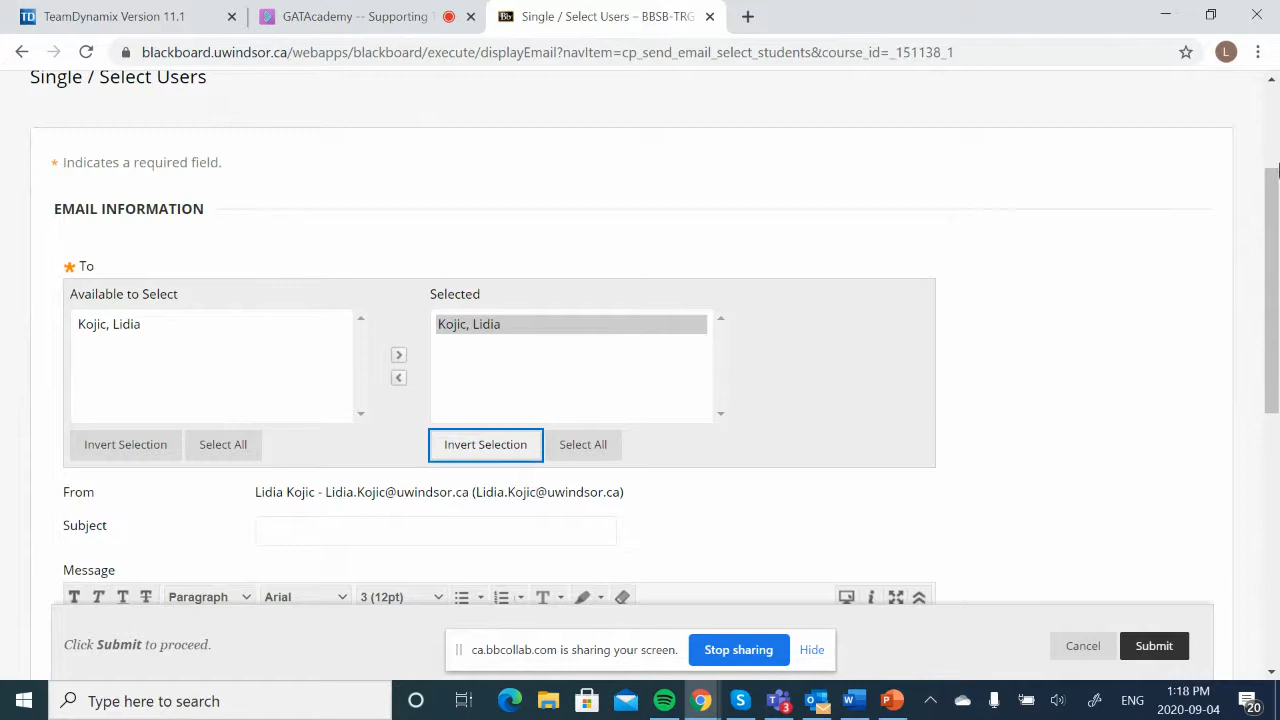 TeamDynamix Version 11.1
GATAcademy -- Supporting
Single / Select Users – BBSB-TRG
blackboard.uwindsor.ca/webapps/blackboard/execute/displayEmail?navItem=cp_send_email_select_students&course_id=_151138_1
L
Single / Select Users
* Indicates a required field.
EMAIL INFORMATION
* To
Available to Select
Selected
Kojic, Lidia
Kojic, Lidia
Invert Selection
Select All
Invert Selection
Select All
From
Lidia Kojic - Lidia.Kojic@uwindsor.ca (Lidia.Kojic@uwindsor.ca)
Subject
Message
T T T T Paragraph Arial 3 (12pt) T
Click Submit to proceed.
ca.bbcollab.com is sharing your screen.
Stop sharing
Hide
Cancel
Submit
Type here to search
3
ENG
1:18 PM
2020-09-04
20